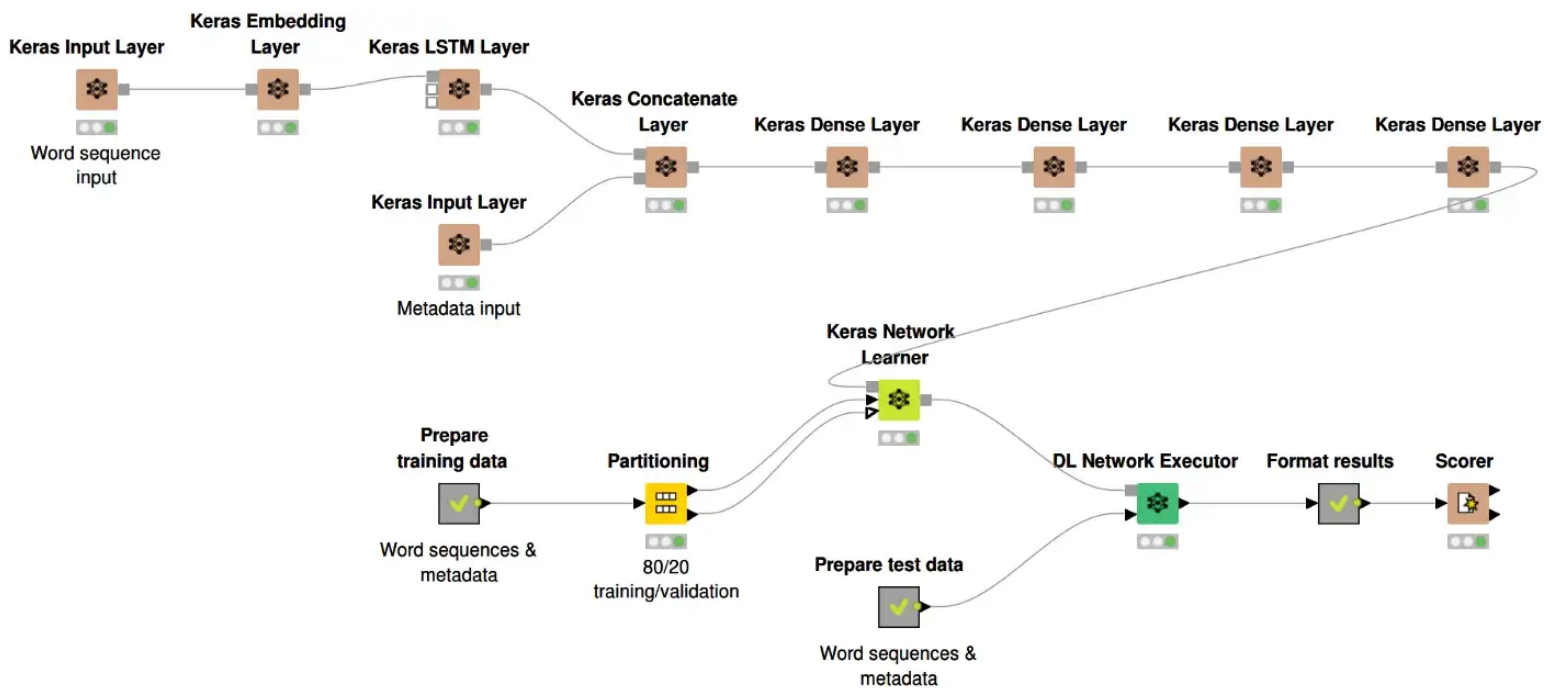 Keras Input Layer
Keras Embedding
Layer
Keras LSTM Layer
Word sequence
input
Keras Concatenate
Layer
Keras Dense Layer
Keras Dense Layer
Keras Dense Layer
Keras Dense Layer
Keras Input Layer
Metadata input
Keras Network
Learner
Prepare
training data
Word sequences &
metadata
Partitioning
80/20
training/validation
DL Network Executor
Format results
Scorer
Prepare test data
Word sequences &
metadata